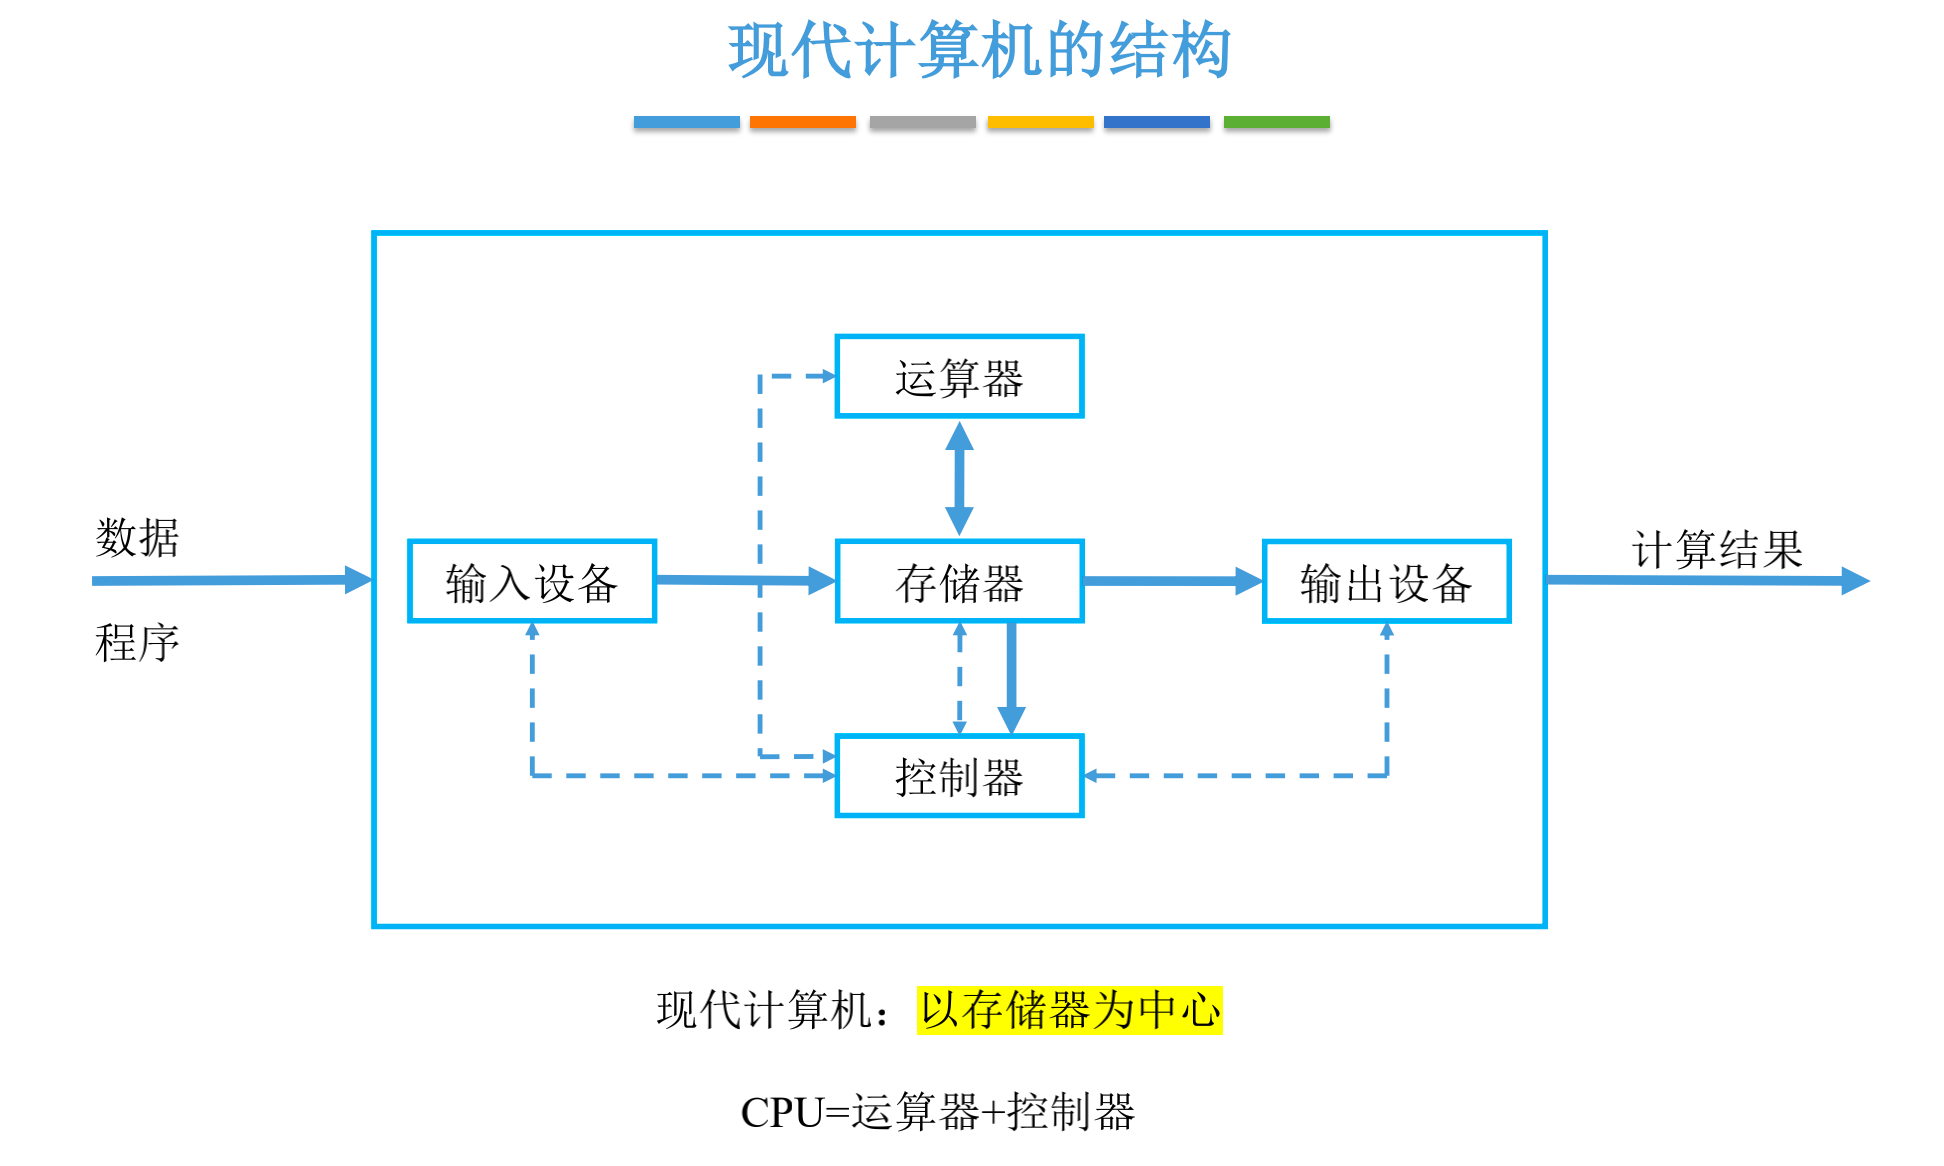 现代计算机的结构
运算器
数据
程序
输入设备
存储器
输出设备
计算结果
控制器
现代计算机：以存储器为中心
CPU=运算器+控制器